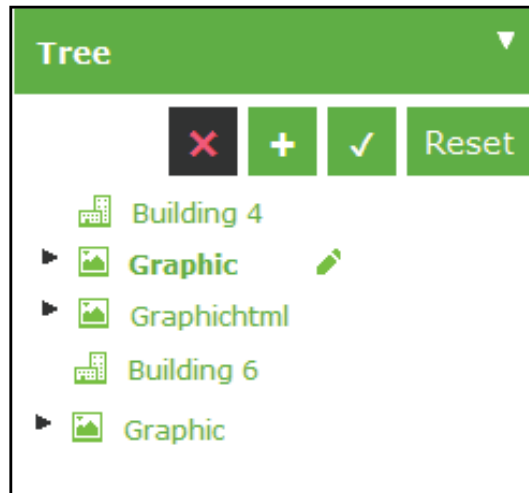 Tree
Reset
Building 4
Graphic
Graphichtml
Building 6
Graphic